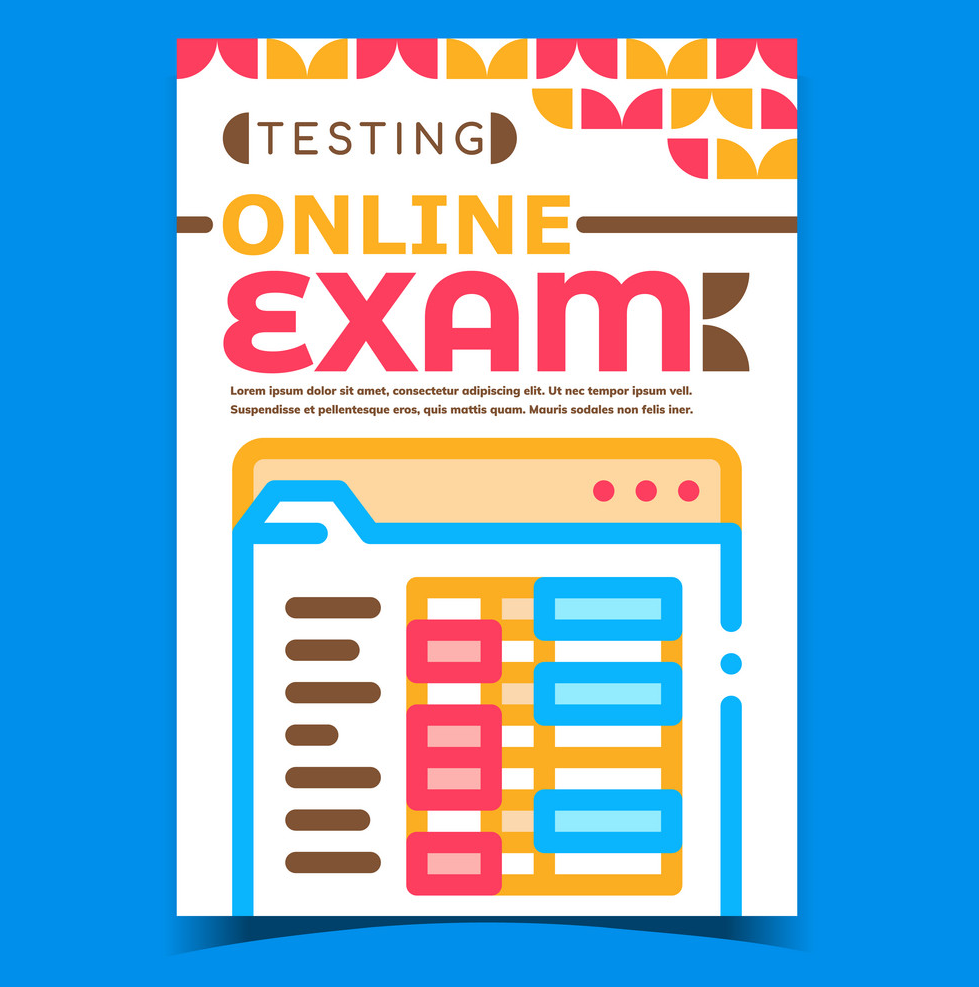 TESTING
ONLINE
EXAM
Lorem ipsum dolor sit amet, consectetur adipiscing elit. Ut nec tempor ipsum vell.
Suspendisse et pellentesque eros, quis mattis quam. Mauris sodales non felis iner.